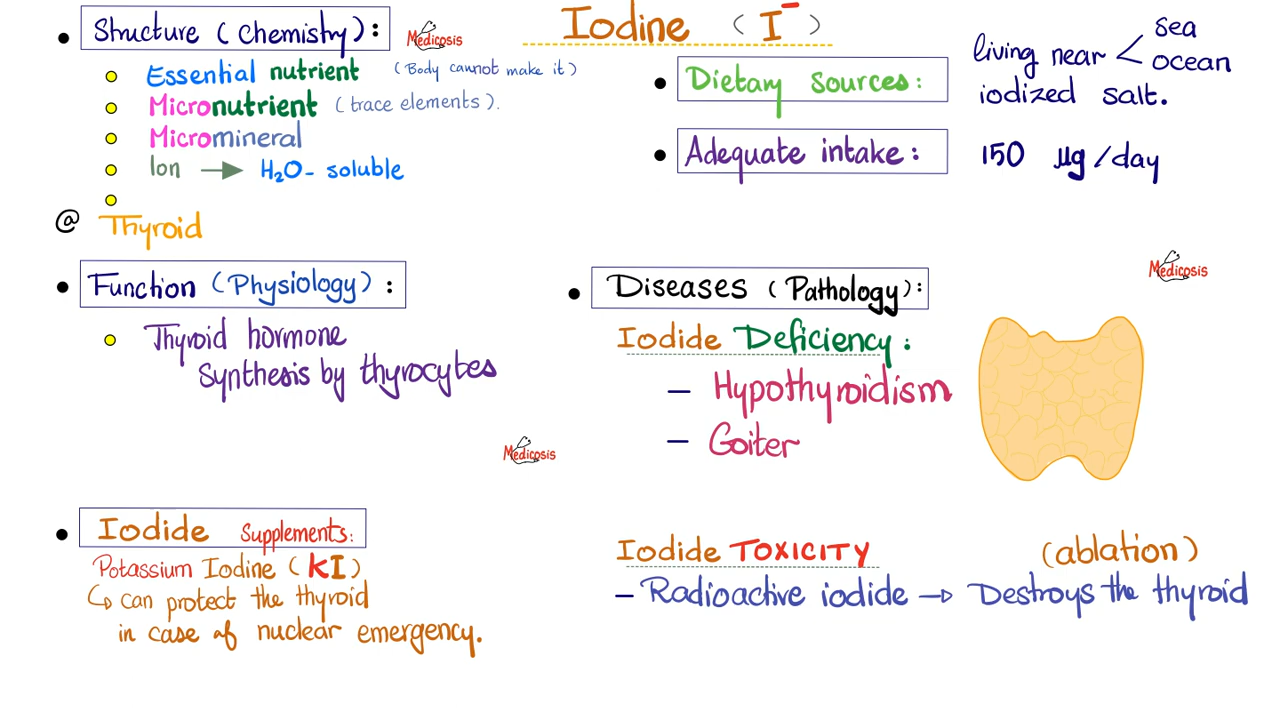 Iodine (I⁻)
Structure (Chemistry):
Medicosis
Essential nutrient (Body cannot make it)
Micronutrient (trace elements).
Micromineral
Ion → H₂O- soluble
@ Thyroid
Dietary Sources:
living near < sea
ocean
iodized salt.
Adequate intake: 150 µg/day
Function (Physiology):
Thyroid hormone
Synthesis by thyrocytes
Medicosis
Diseases (Pathology):
Medicosis
Iodide Deficiency:
– Hypothyroidism
– Goiter
Iodide Supplements:
Potassium Iodine (KI)
↳ can protect the thyroid
in case of nuclear emergency.
Iodide TOXICITY (ablation)
– Radioactive iodide → Destroys the thyroid